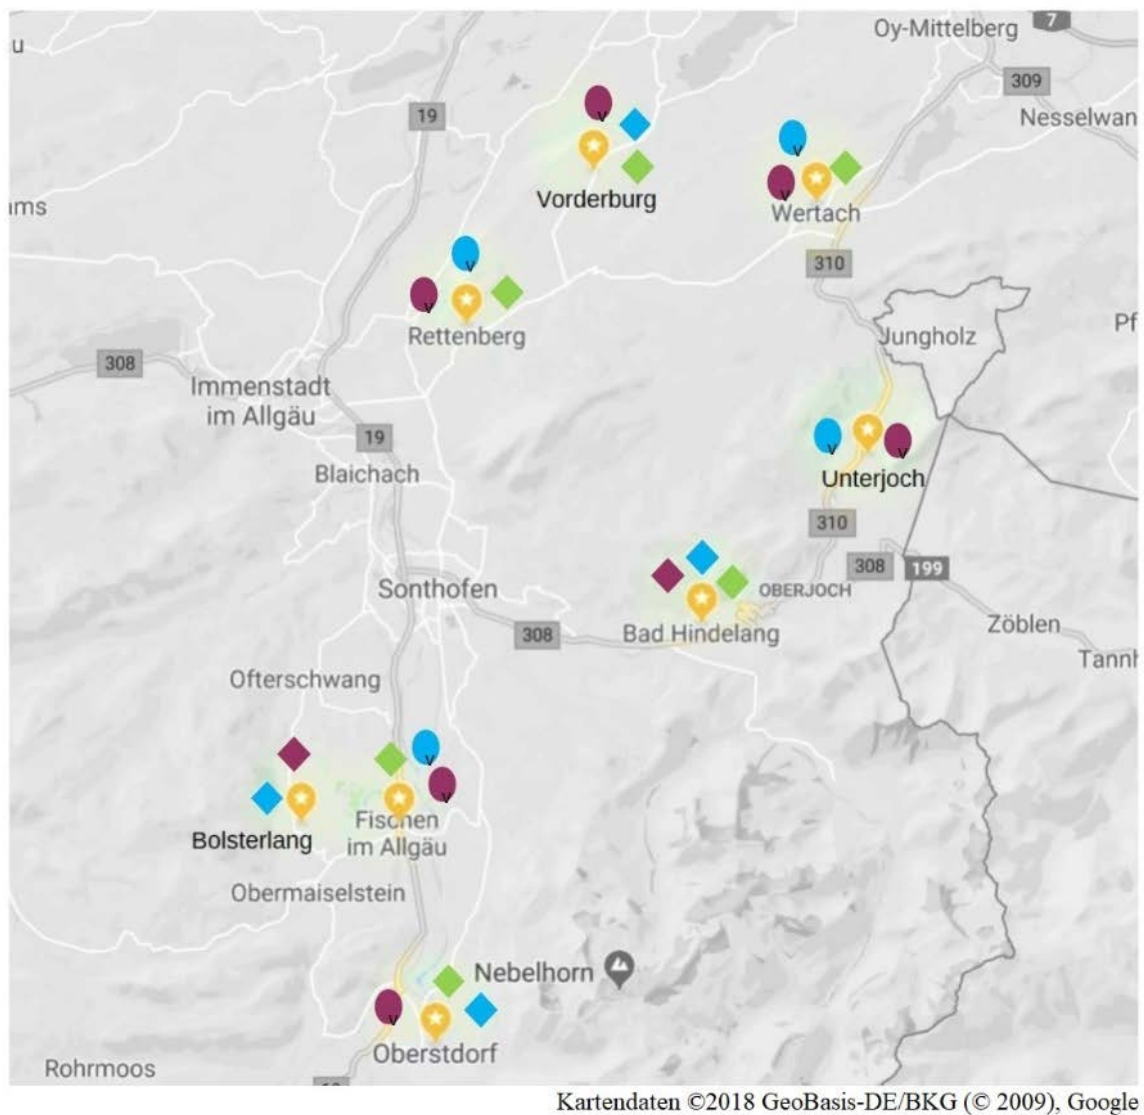 u
Oy-Mittelberg
7
309
19
Nesselwan
v
v
v
Vorderburg
Wertach
ams
v
310
v
Rettenberg
Jungholz
Pf
308
Immenstadt
im Allgäu
19
v
v
Blaichach
Unterjoch
310
308
199
Sonthofen
OBERJOCH
308
Bad Hindelang
Zöblen
Tannh
Ofterschwang
v
v
Bolsterlang
Fischen
im Allgäu
Obermaiselstein
Nebelhorn
v
Oberstdorf
Rohrmoos
Kartendaten ©2018 GeoBasis-DE/BKG (© 2009), Google